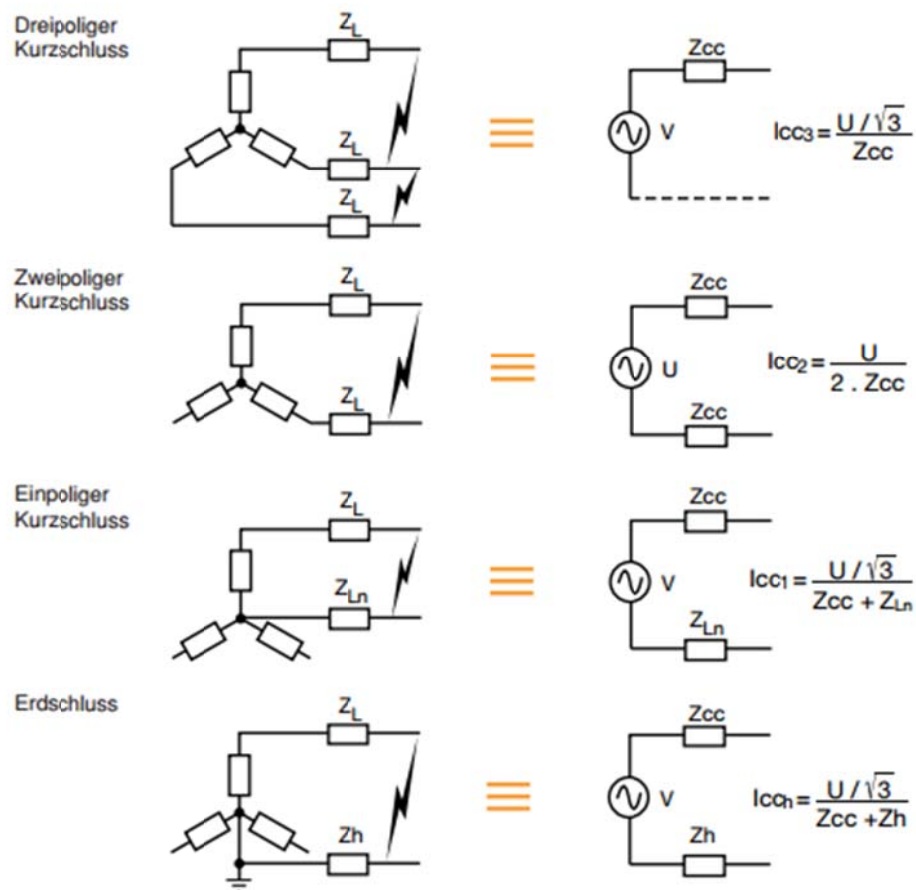 Dreipoliger
Kurzschluss
Z_L
Z_L
Z_L
≡
Zcc
V
Icc₃ = U / √3
Zcc
Zweipoliger
Kurzschluss
Z_L
Z_L
≡
Zcc
U
Zcc
Icc₂ = U
2 . Zcc
Einpoliger
Kurzschluss
Z_L
Z_Ln
≡
Zcc
V
Z_Ln
Icc₁ = U / √3
Zcc + Z_Ln
Erdschluss
Z_L
Zh
≡
Zcc
V
Zh
Icc_h = U / √3
Zcc + Zh